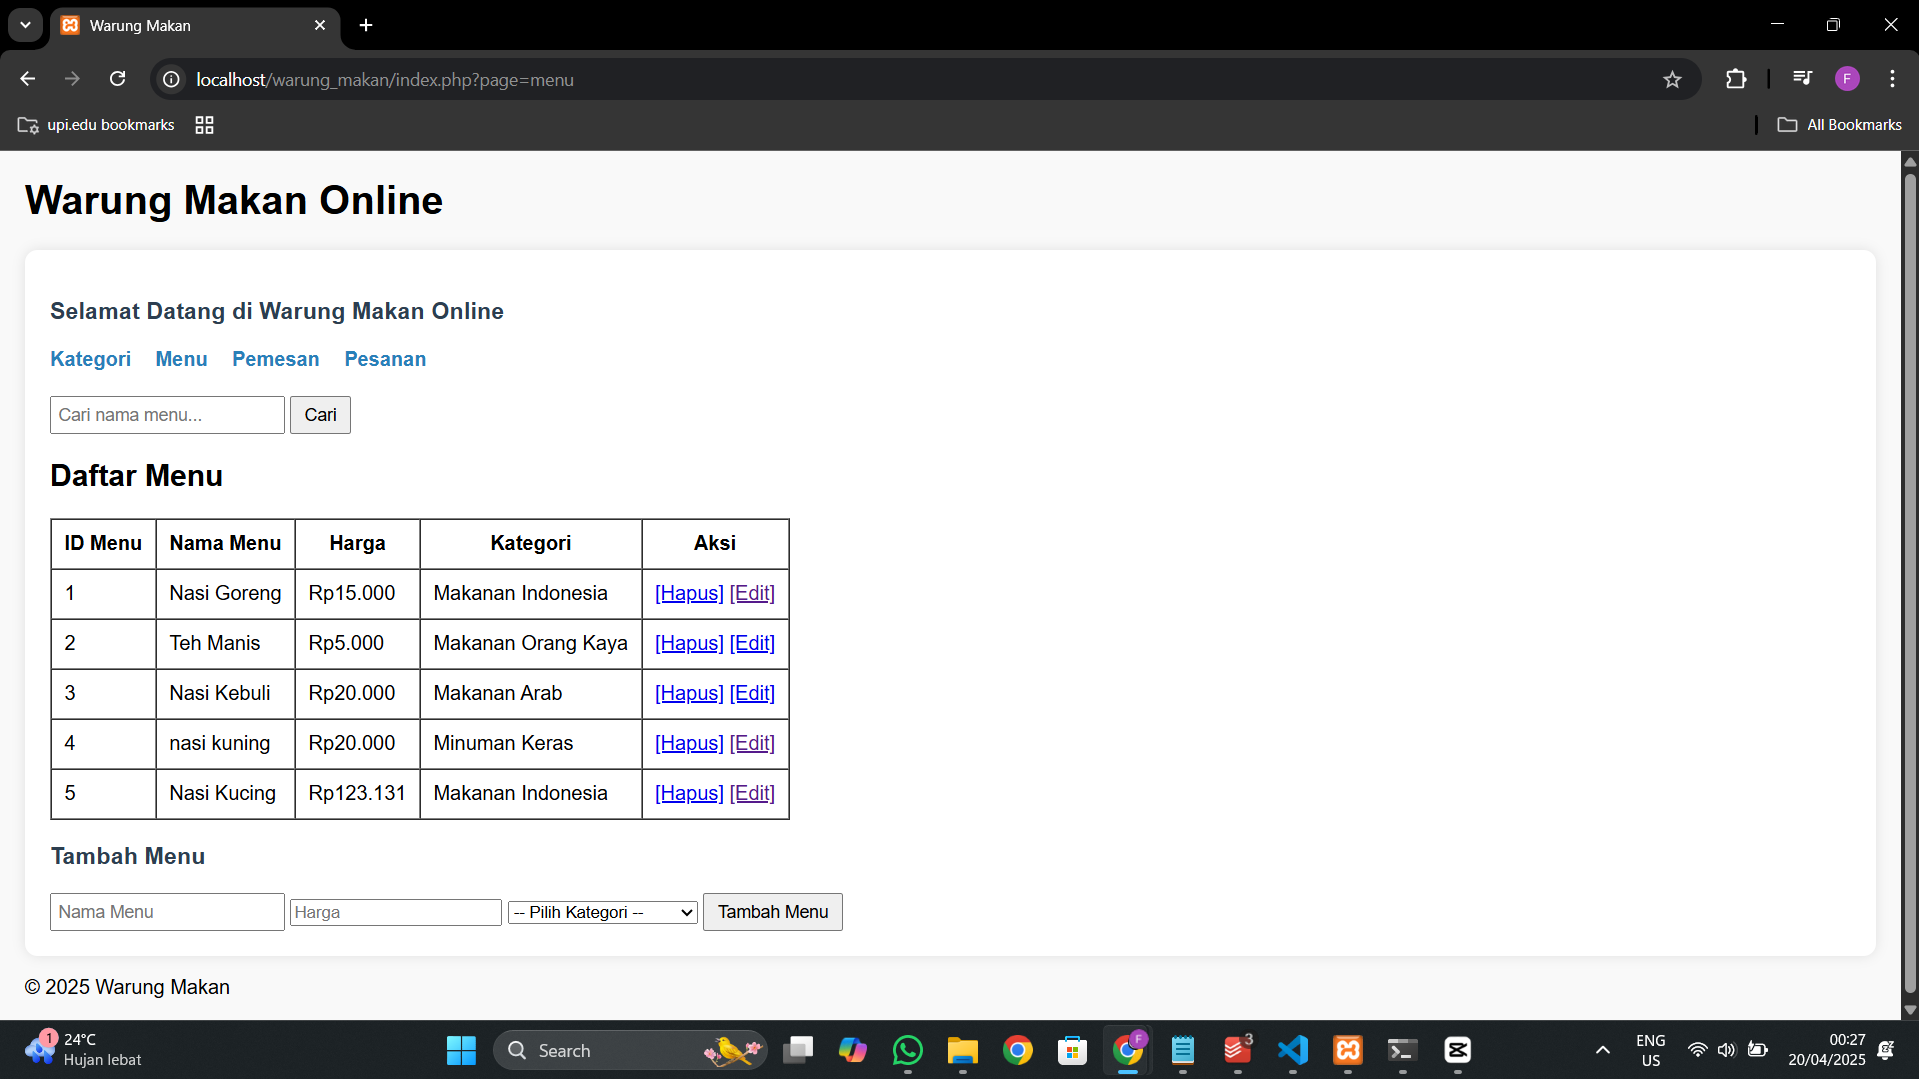 Warung Makan
localhost/warung_makan/index.php?page=menu
F
upi.edu bookmarks
All Bookmarks
Warung Makan Online
Selamat Datang di Warung Makan Online
Kategori Menu Pemesan Pesanan
Cari nama menu... Cari
Daftar Menu
ID Menu Nama Menu Harga Kategori Aksi
1 Nasi Goreng Rp15.000 Makanan Indonesia [Hapus] [Edit]
2 Teh Manis Rp5.000 Makanan Orang Kaya [Hapus] [Edit]
3 Nasi Kebuli Rp20.000 Makanan Arab [Hapus] [Edit]
4 nasi kuning Rp20.000 Minuman Keras [Hapus] [Edit]
5 Nasi Kucing Rp123.131 Makanan Indonesia [Hapus] [Edit]
Tambah Menu
Nama Menu Harga -- Pilih Kategori -- Tambah Menu
© 2025 Warung Makan
1
24°C
Hujan lebat
Search
F
3
ENG
US
00:27
20/04/2025